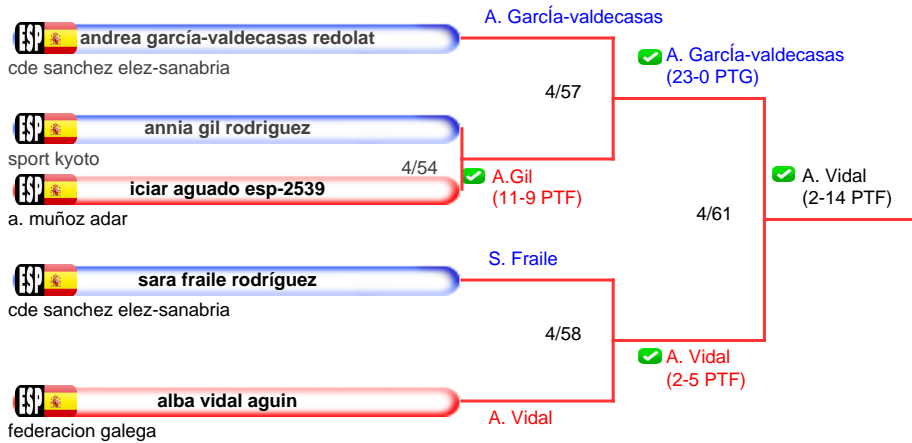 A. GarcÍa-valdecasas
ESP andrea garcía-valdecasas redolat
cde sanchez elez-sanabria
A. GarcÍa-valdecasas
(23-0 PTG)
4/57
ESP annia gil rodriguez
sport kyoto
4/54
A.Gil
(11-9 PTF)
ESP iciar aguado esp-2539
a. muñoz adar
A. Vidal
(2-14 PTF)
4/61
S. Fraile
ESP sara fraile rodríguez
cde sanchez elez-sanabria
4/58
A. Vidal
(2-5 PTF)
ESP alba vidal aguin
federacion galega
A. Vidal